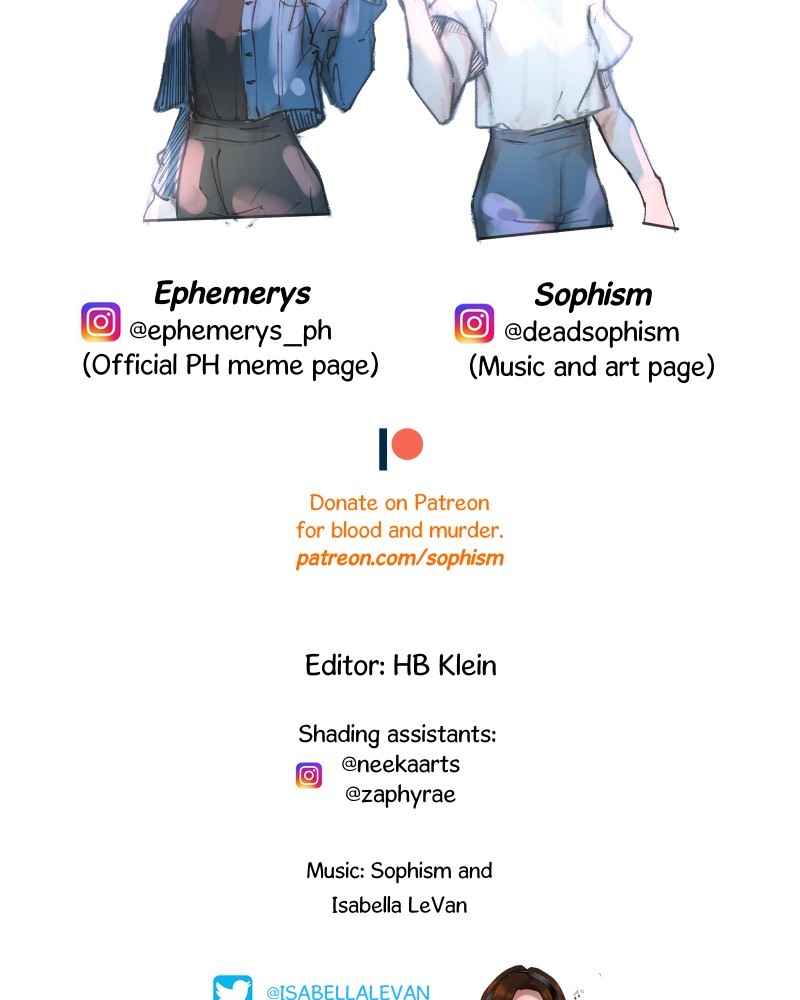 Ephemerys
@ephemerys_ph
(Official PH meme page)
Sophism
@deadsophism
(Music and art page)
Donate on Patreon
for blood and murder.
patreon.com/sophism
Editor: HB Klein
Shading assistants:
@neekaarts
@zaphyrae
Music: Sophism and
Isabella LeVan
@ISABELLALEVAN